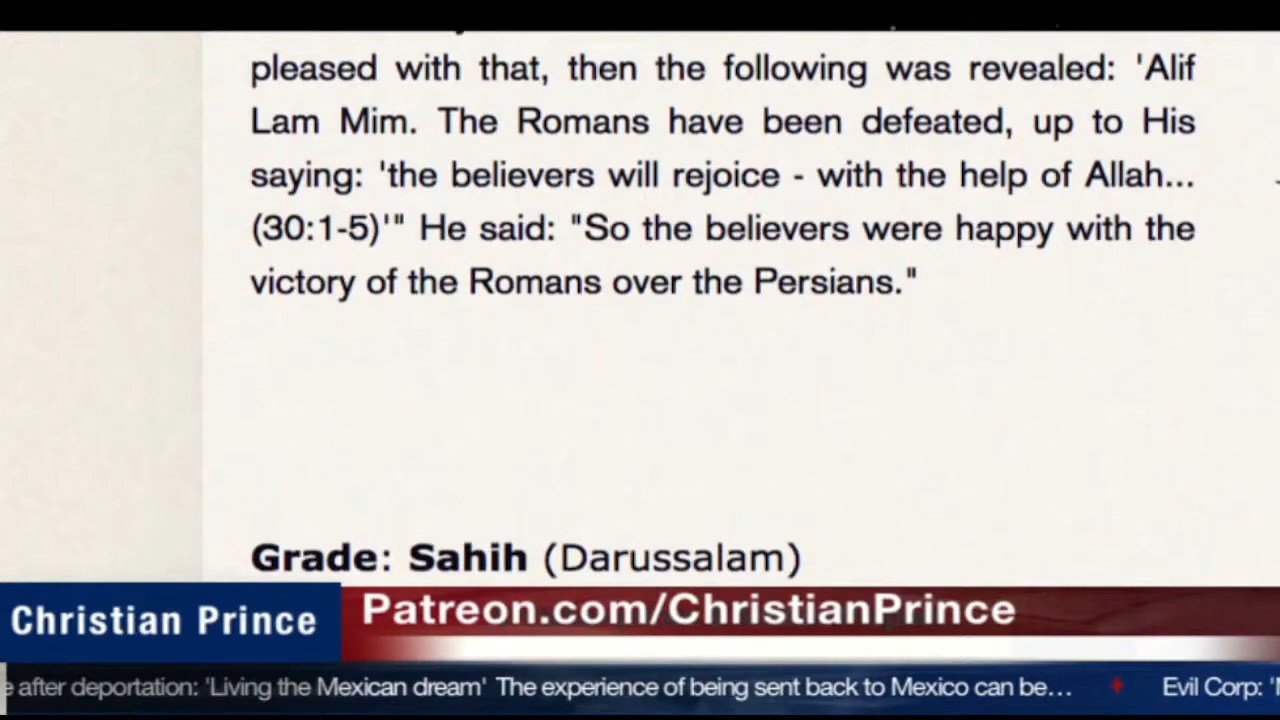 pleased with that, then the following was revealed: 'Alif
Lam Mim. The Romans have been defeated, up to His
saying: 'the believers will rejoice - with the help of Allah...
(30:1-5)'" He said: "So the believers were happy with the
victory of the Romans over the Persians."
Grade: Sahih (Darussalam)
Christian Prince
Patreon.com/ChristianPrince
e after deportation: 'Living the Mexican dream' The experience of being sent back to Mexico can be... Evil Corp: '